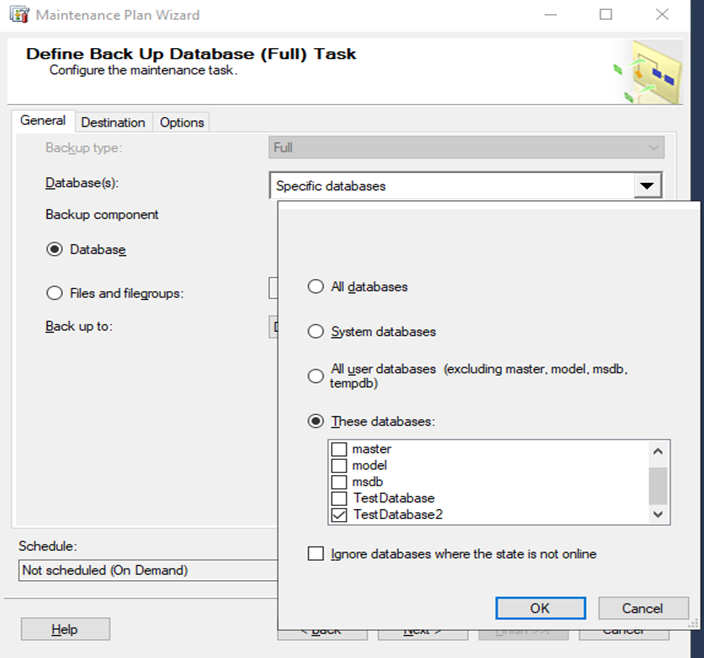 Maintenance Plan Wizard
Define Back Up Database (Full) Task
Configure the maintenance task.
General Destination Options
Backup type: Full
Database(s): Specific databases
Backup component
Database
Files and filegroups:
Back up to:
All databases
System databases
All user databases (excluding master, model, msdb,
tempdb)
These databases:
master
model
msdb
TestDatabase
TestDatabase2
Ignore databases where the state is not online
Schedule:
Not scheduled (On Demand)
OK Cancel
Help < Back Next > Finish >>| Cancel